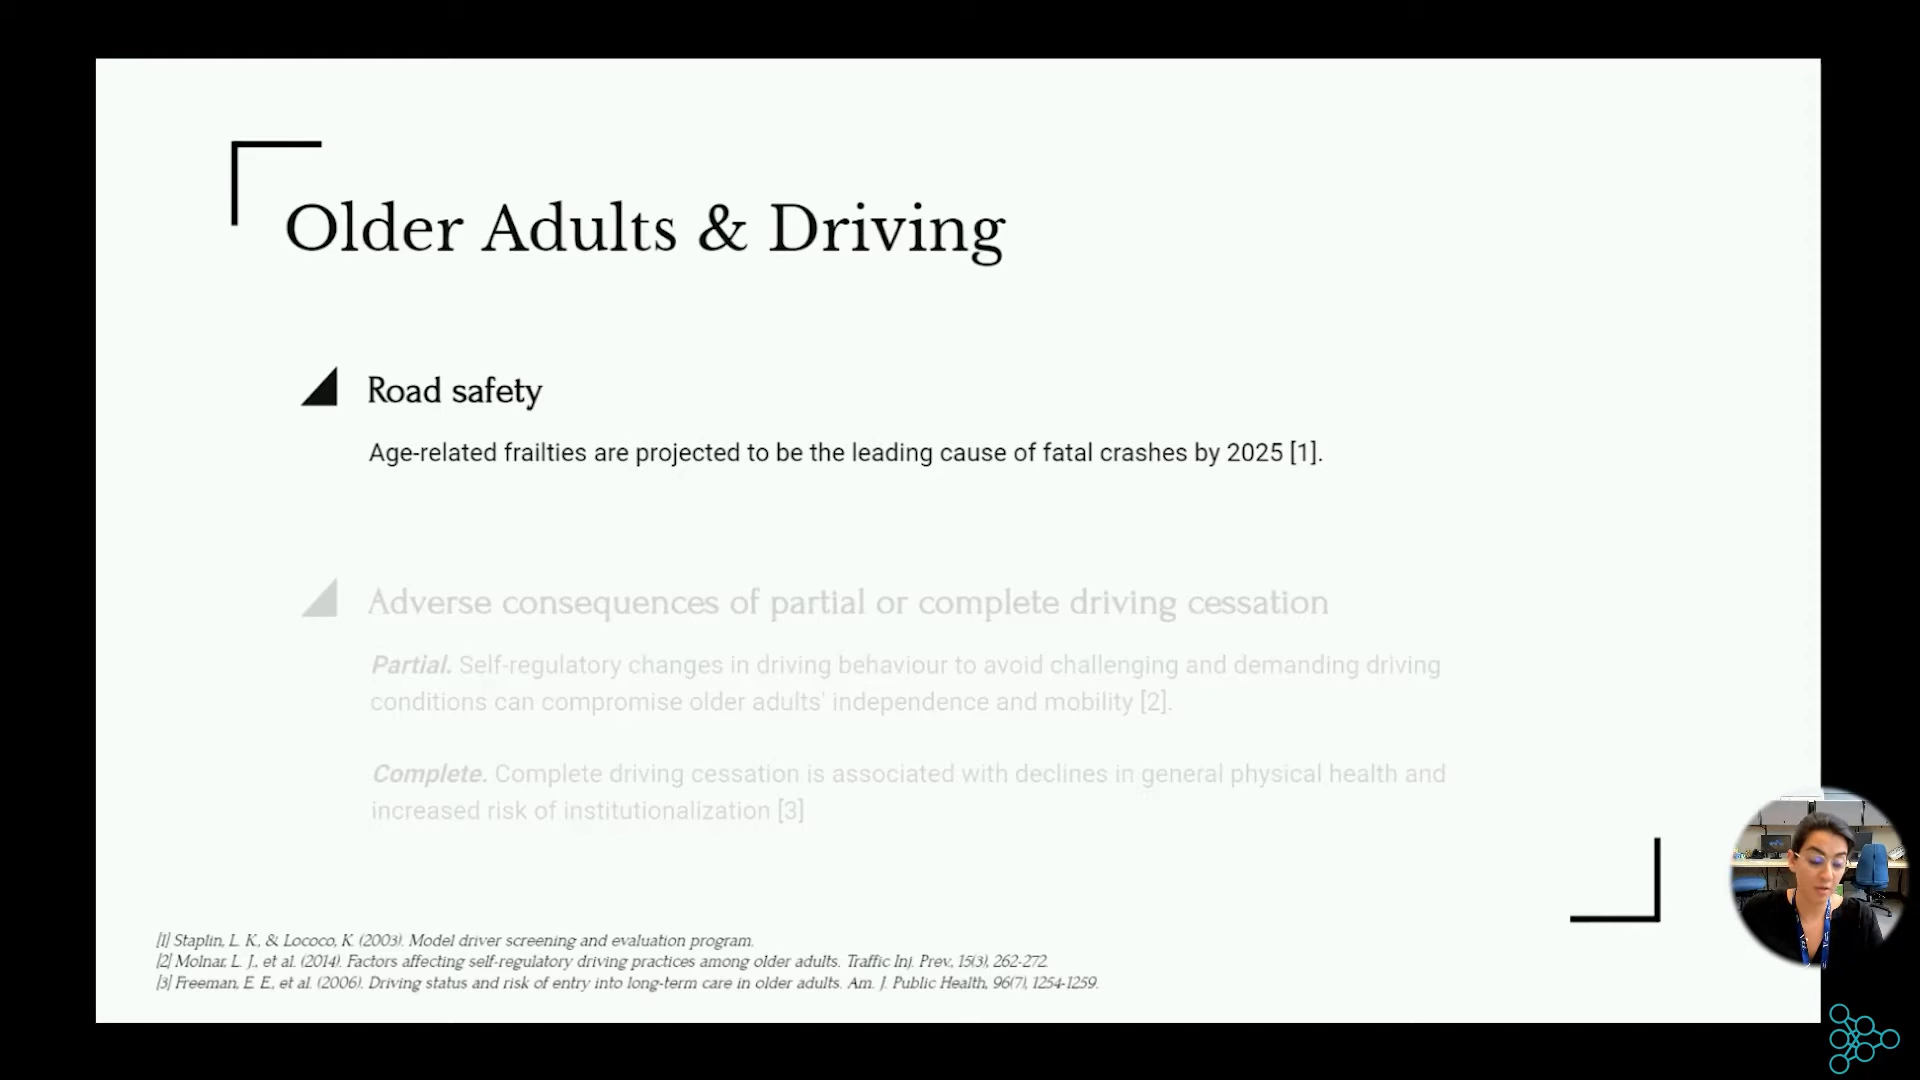 Older Adults & Driving
Road safety
Age-related frailties are projected to be the leading cause of fatal crashes by 2025 [1].
Adverse consequences of partial or complete driving cessation
Partial. Self-regulatory changes in driving behaviour to avoid challenging and demanding driving
conditions can compromise older adults' independence and mobility [2].
Complete. Complete driving cessation is associated with declines in general physical health and
increased risk of institutionalization [3]
[1] Staplin, L. K., & Lococo, K. (2003). Model driver screening and evaluation program.
[2] Molnar, L. J., et al. (2014). Factors affecting self-regulatory driving practices among older adults. Traffic Inj. Prev., 15(3), 262-272.
[3] Freeman, E. E., et al. (2006). Driving status and risk of entry into long-term care in older adults. Am. J. Public Health, 96(7), 1254-1259.